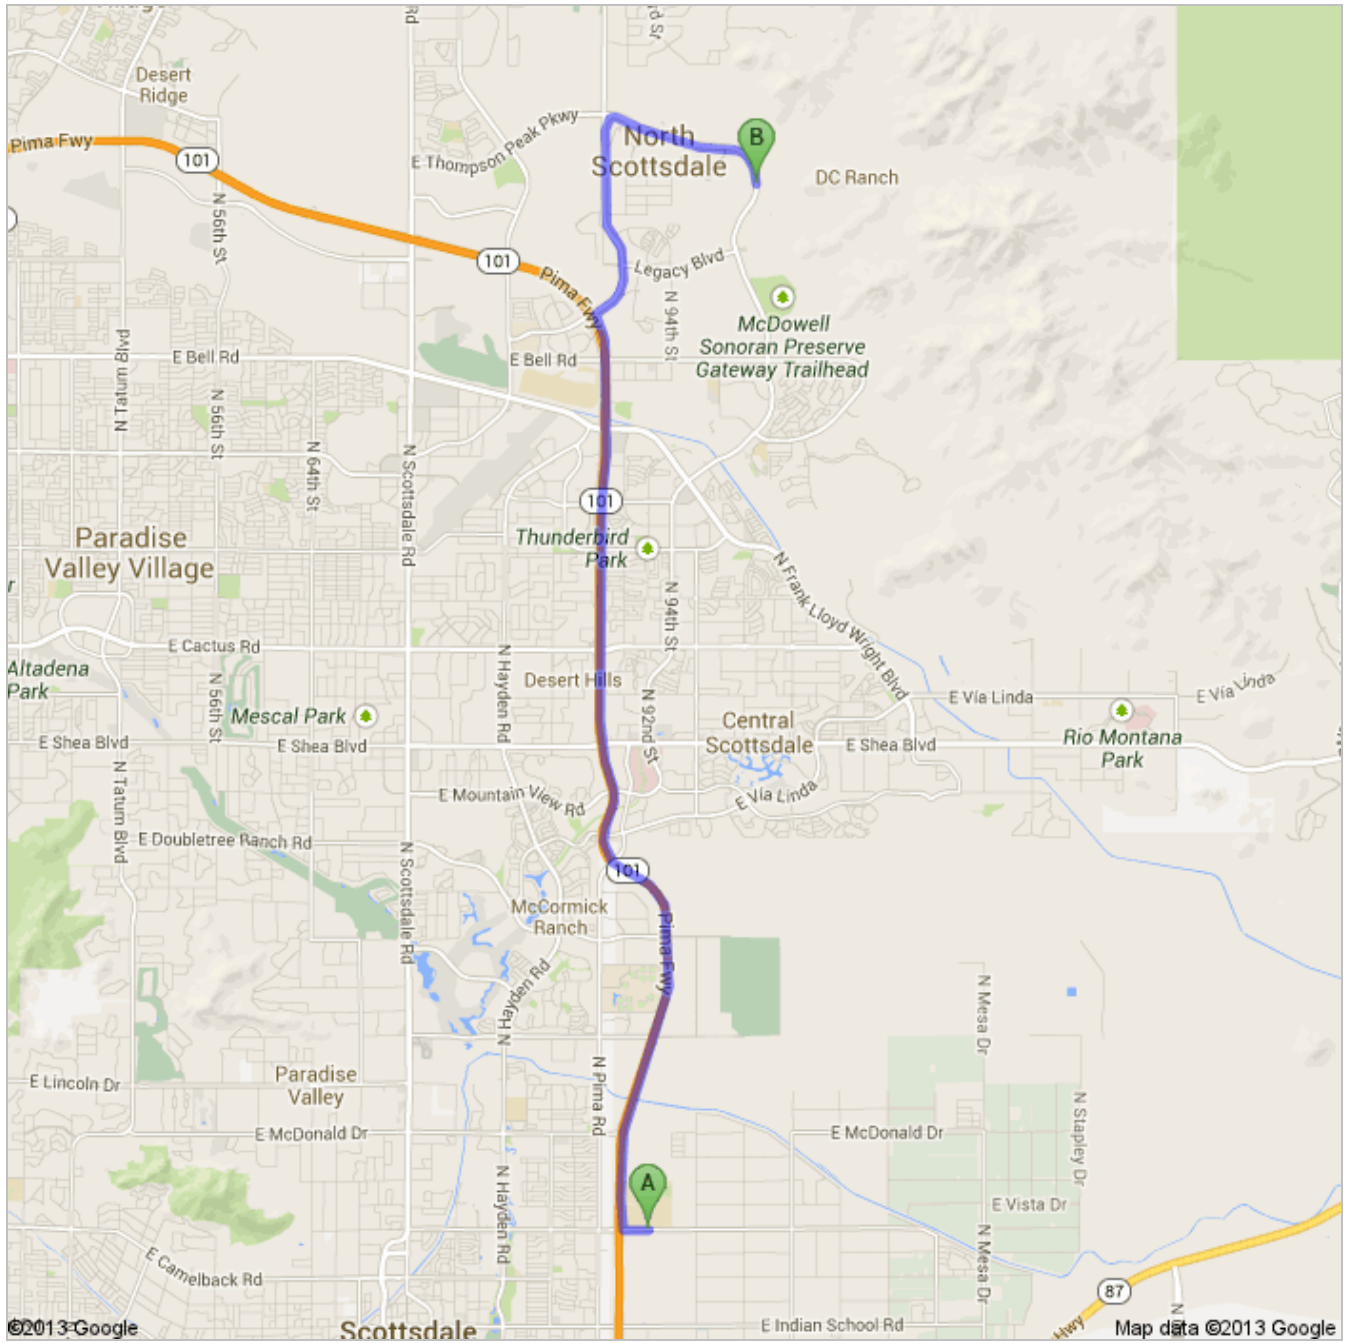 Rd
rd St
Desert
Ridge
Pima Fwy
101
E Thompson Peak Pkwy
North
Scottsdale
B
DC Ranch
N 56th St
101
Pima Fwy
Legacy Blvd
N 94th St
McDowell
Sonoran Preserve
Gateway Trailhead
N Tatum Blvd
E Bell Rd
E Bell Rd
N 56th St
N 64th St
N Scottsdale Rd
101
Thunderbird
Park
Paradise
Valley Village
r
N Frank Lloyd Wright Blvd
N 94th St
E Cactus Rd
N Hayden Rd
Altadena
Park
Desert Hills
N 92nd St
N 56th St
Mescal Park
E Vía Linda
E Vía Linda
Central
Scottsdale
E Shea Blvd
E Shea Blvd
E Shea Blvd
Rio Montana
Park
N Tatum Blvd
E Mountain View Rd
E Vía Linda
E Doubletree Ranch Rd
N Scottsdale Rd
101
McCormick
Ranch
Pima Fwy
N Hayden Rd
N Mesa Dr
N Pima Rd
E Lincoln Dr
Paradise
Valley
N Stapley Dr
E McDonald Dr
E McDonald Dr
N Hayden Rd
A
E Vista Dr
N Mesa Dr
E Camelback Rd
87
Hwy
N
Scottsdale
E Indian School Rd
©2013 Google
Map data ©2013 Google